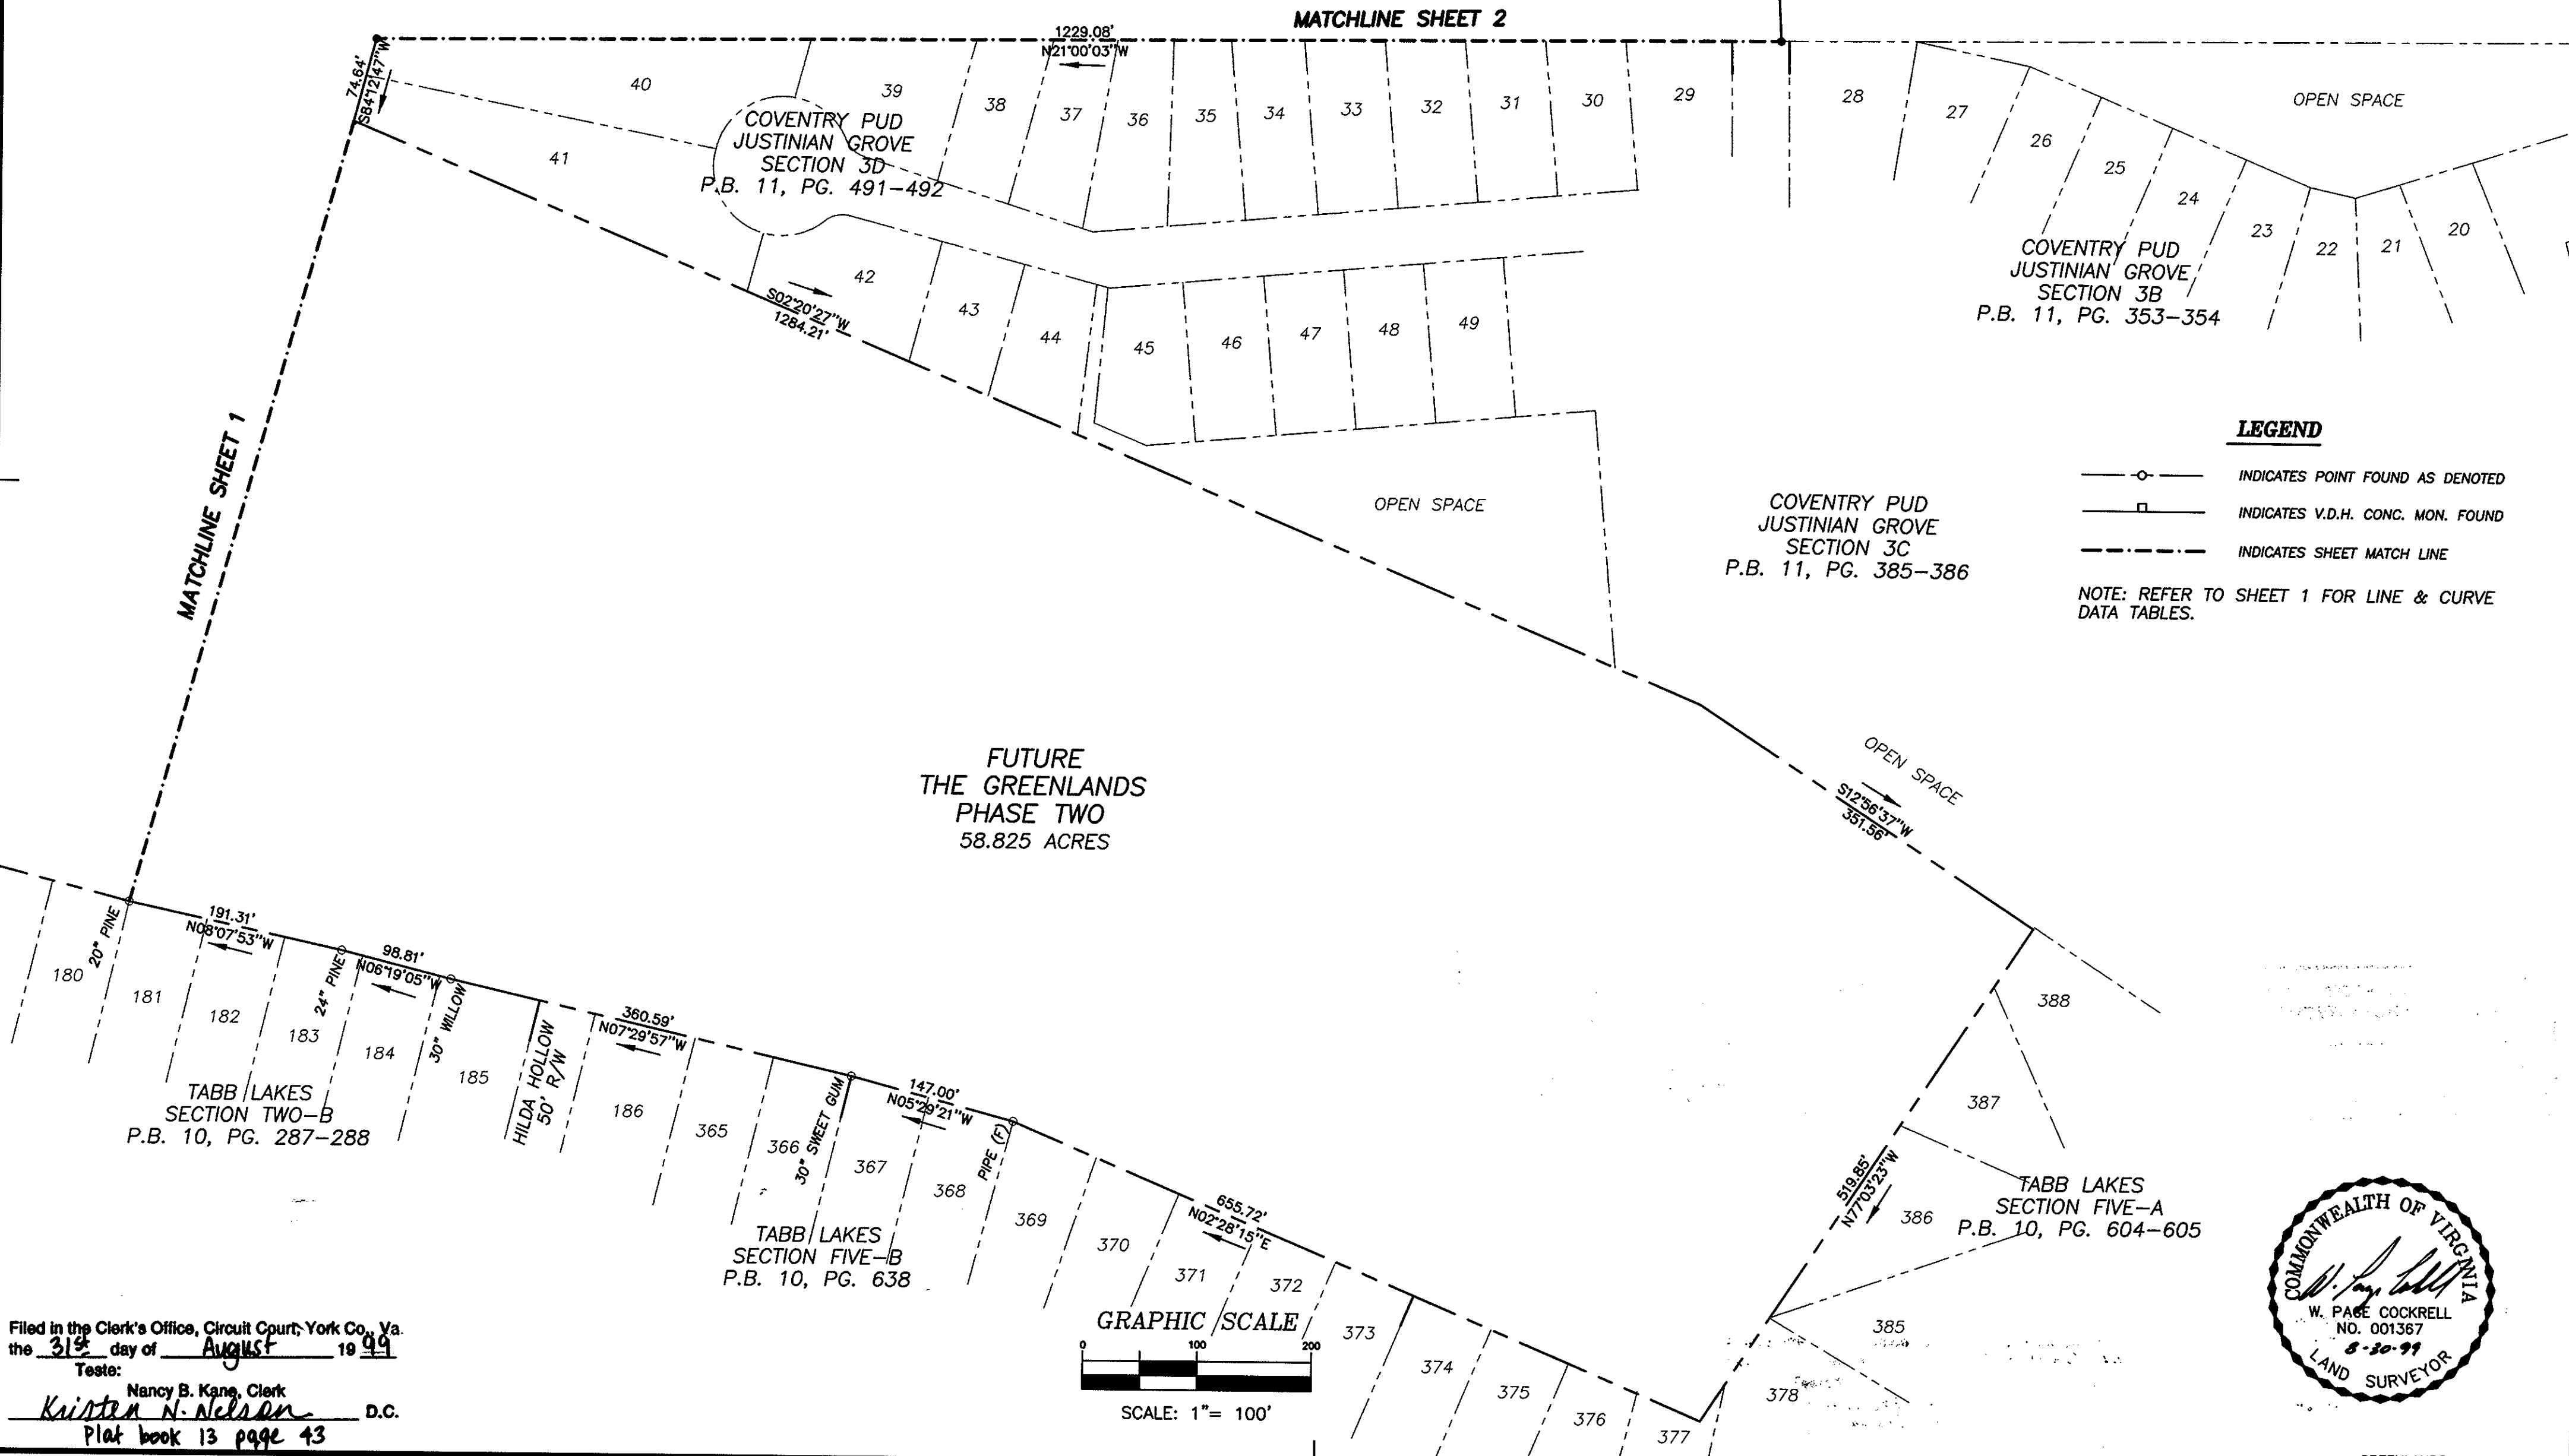 MATCHLINE SHEET 2
1229.08'
N21°00'03"W
74.64'
S84°12'47"W
40
39
38
37
36
35
34
33
32
31
30
29
28
27
26
25
24
23
22
21
20
OPEN SPACE
41
COVENTRY PUD
JUSTINIAN GROVE
SECTION 3D
P.B. 11, PG. 491-492
COVENTRY PUD
JUSTINIAN GROVE
SECTION 3B
P.B. 11, PG. 353-354
42
43
44
45
46
47
48
49
S02°20'27"W
1284.21'
MATCHLINE SHEET 1
OPEN SPACE
COVENTRY PUD
JUSTINIAN GROVE
SECTION 3C
P.B. 11, PG. 385-386
LEGEND
INDICATES POINT FOUND AS DENOTED
INDICATES V.D.H. CONC. MON. FOUND
INDICATES SHEET MATCH LINE
NOTE: REFER TO SHEET 1 FOR LINE & CURVE
DATA TABLES.
FUTURE
THE GREENLANDS
PHASE TWO
58.825 ACRES
OPEN SPACE
S12°56'37"W
351.56'
20" PINE
191.31'
N08°07'53"W
24" PINE
98.81'
N06°19'05"W
30" WILLOW
360.59'
N07°29'57"W
30" SWEET GUM
147.00'
N05°29'21"W
PIPE (F)
655.72'
N02°28'15"E
519.85'
N77°03'23"W
180
181
182
183
184
185
HILDA HOLLOW
50' R/W
186
365
366
367
368
369
370
371
372
373
374
375
376
377
378
385
386
387
388
TABB LAKES
SECTION TWO-B
P.B. 10, PG. 287-288
TABB LAKES
SECTION FIVE-B
P.B. 10, PG. 638
TABB LAKES
SECTION FIVE-A
P.B. 10, PG. 604-605
GRAPHIC SCALE
0 100 200
SCALE: 1"= 100'
COMMONWEALTH OF VIRGINIA
W. PAGE COCKRELL
NO. 001367
8-30-99
LAND SURVEYOR
Filed in the Clerk's Office, Circuit Court, York Co., Va.
the 31st day of August 19 99
Teste:
Nancy B. Kane, Clerk
Kristen N. Nelson D.C.
Plat book 13 page 43